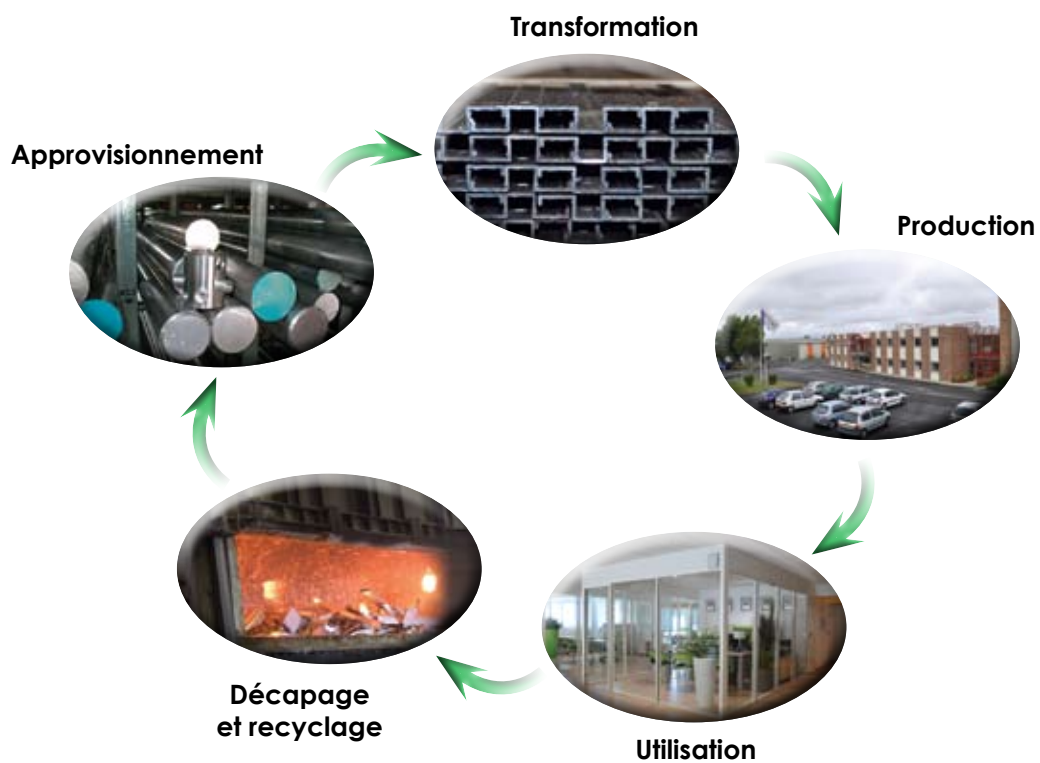 Transformation
Approvisionnement
Production
Décapage
et recyclage
Utilisation